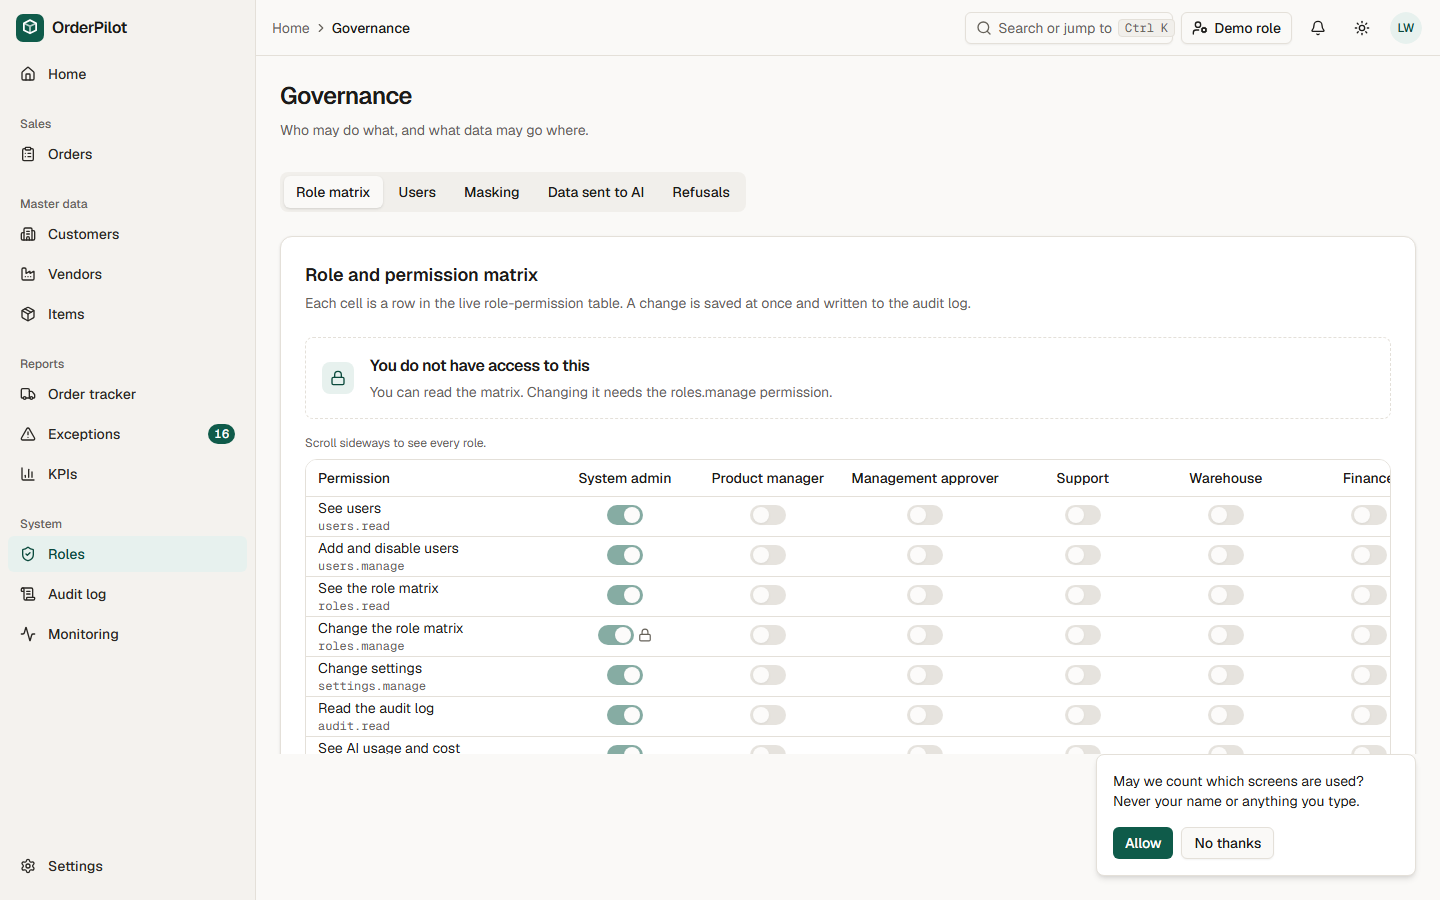 OrderPilot
Home
Sales
Orders
Master data
Customers
Vendors
Items
Reports
Order tracker
Exceptions 16
KPIs
System
Roles
Audit log
Monitoring
Settings
Home > Governance
Search or jump to Ctrl K
Demo role
LW
Governance
Who may do what, and what data may go where.
Role matrix Users Masking Data sent to AI Refusals
Role and permission matrix
Each cell is a row in the live role-permission table. A change is saved at once and written to the audit log.
You do not have access to this
You can read the matrix. Changing it needs the roles.manage permission.
Scroll sideways to see every role.
Permission System admin Product manager Management approver Support Warehouse Finance
See users
users.read
Add and disable users
users.manage
See the role matrix
roles.read
Change the role matrix
roles.manage
Change settings
settings.manage
Read the audit log
audit.read
See AI usage and cost
May we count which screens are used?
Never your name or anything you type.
Allow No thanks